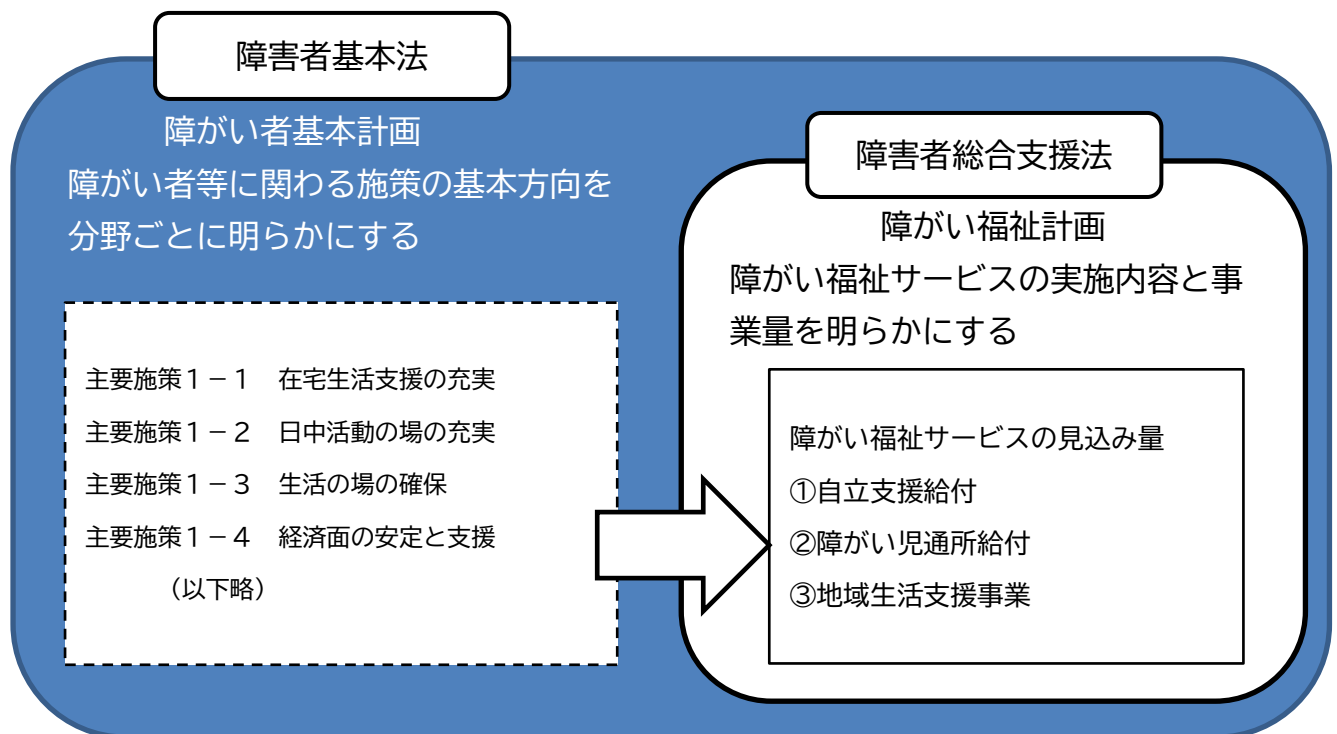 障害者基本法
障がい者基本計画
障がい者等に関わる施策の基本方向を
分野ごとに明らかにする
主要施策１－１　在宅生活支援の充実
主要施策１－２　日中活動の場の充実
主要施策１－３　生活の場の確保
主要施策１－４　経済面の安定と支援
（以下略）
障害者総合支援法
障がい福祉計画
障がい福祉サービスの実施内容と事
業量を明らかにする
障がい福祉サービスの見込み量
①自立支援給付
②障がい児通所給付
③地域生活支援事業